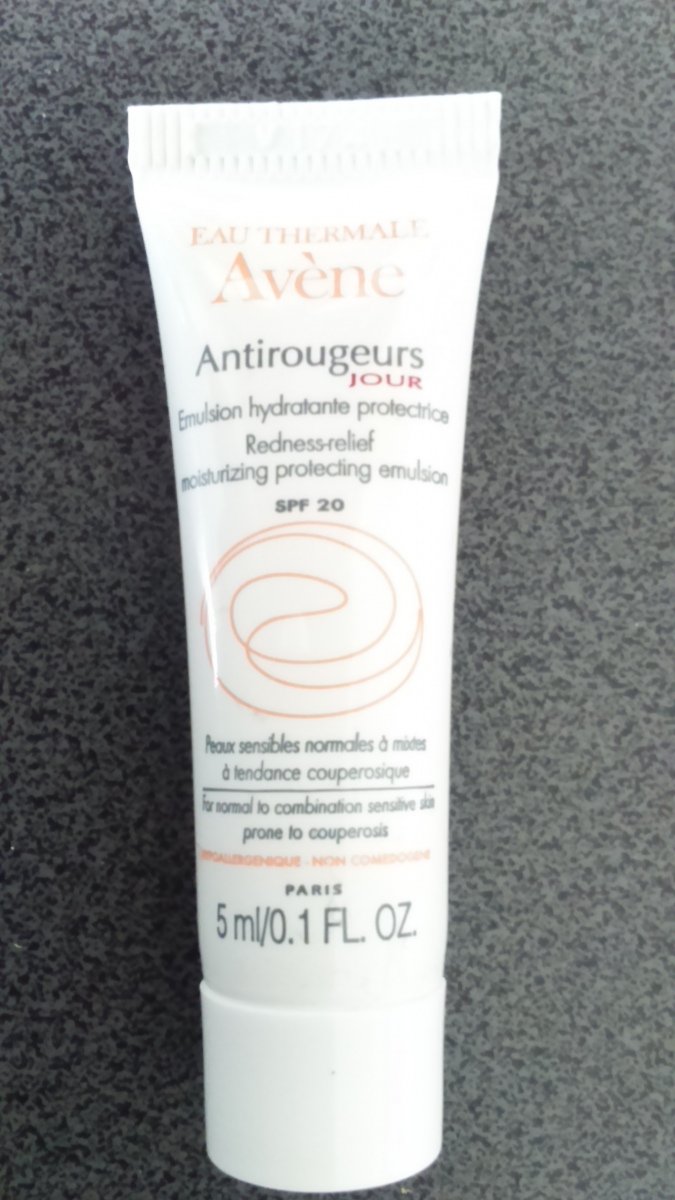 EAU THERMALE
Avène
Antirougeurs
JOUR
Emulsion hydratante protectrice
Redness-relief
moisturizing protecting emulsion
SPF 20
Peaux sensibles normales à mixtes
à tendance couperosique
For normal to combination sensitive skin
prone to couperosis
HYPOALLERGENIQUE - NON COMEDOGENE
PARIS
5 ml/0.1 FL. OZ.